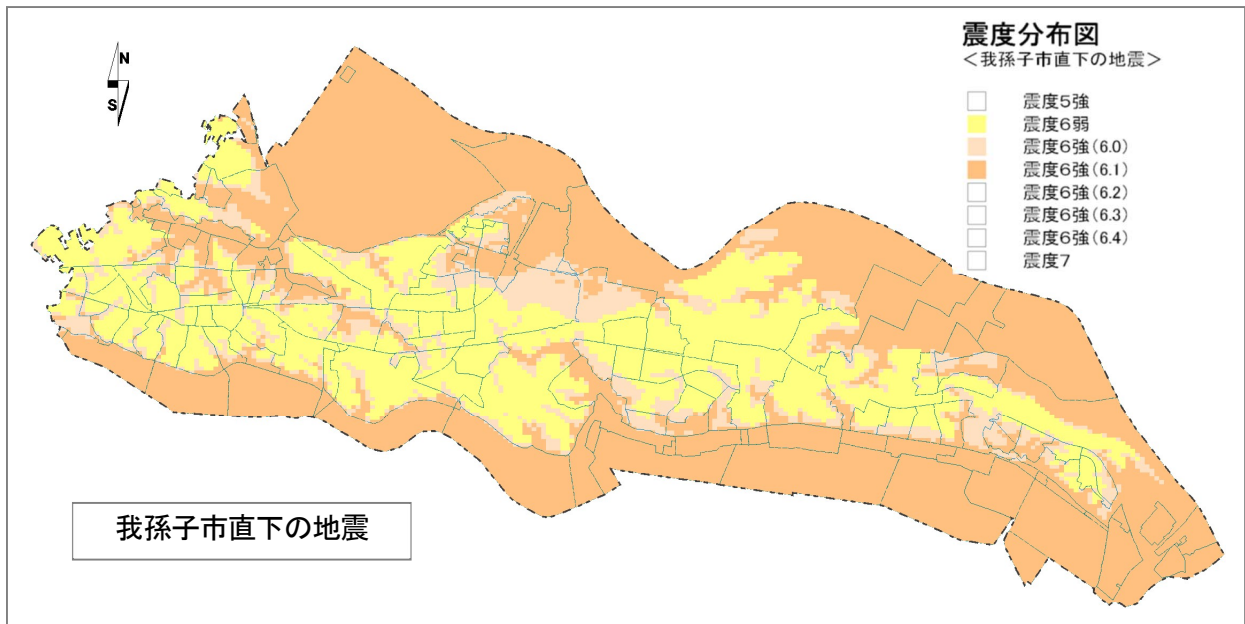 N
S
震度分布図
＜我孫子市直下の地震＞
震度5強
震度6弱
震度6強(6.0)
震度6強(6.1)
震度6強(6.2)
震度6強(6.3)
震度6強(6.4)
震度7
我孫子市直下の地震